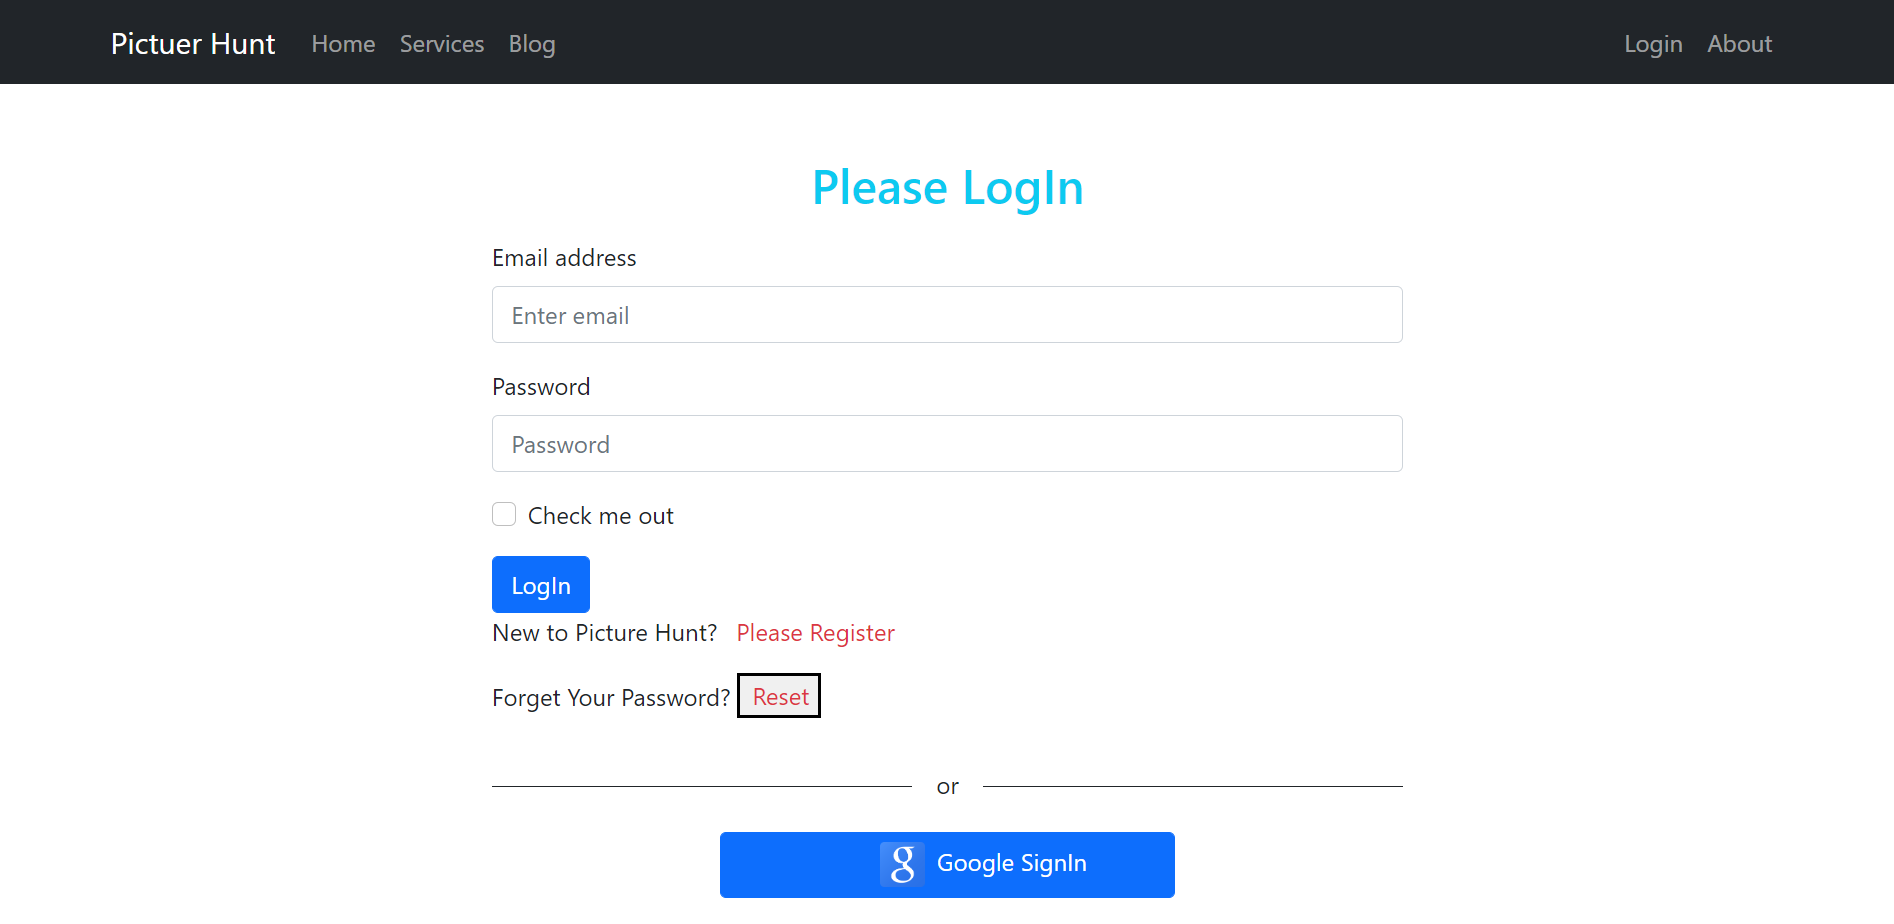 Pictuer Hunt Home Services Blog Login About
Please LogIn
Email address
Enter email
Password
Password
Check me out
LogIn
New to Picture Hunt? Please Register
Forget Your Password? Reset
or
g Google SignIn